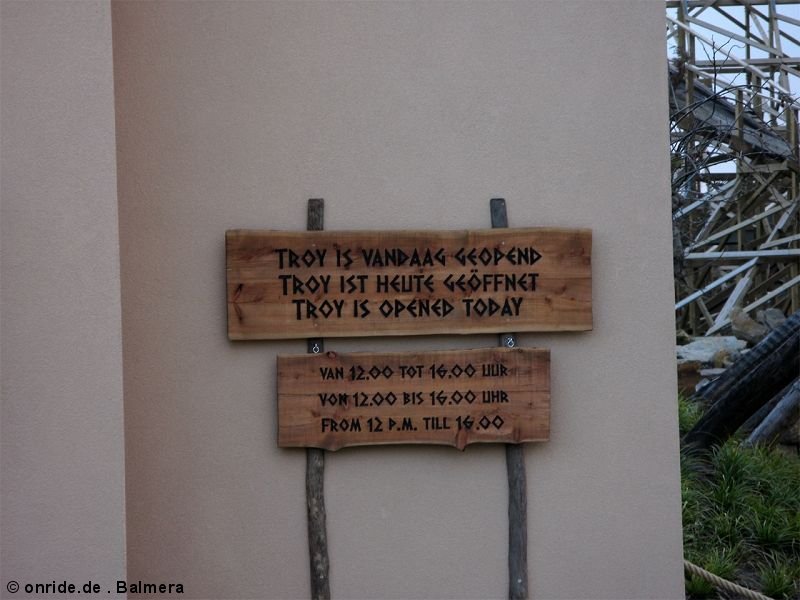 TROY IS VANDAAG GEOPEND
TROY IST HEUTE GEÖFFNET
TROY IS OPENED TODAY
VAN 12.00 TOT 16.00 UUR
VON 12.00 BIS 16.00 UHR
FROM 12 P.M. TILL 16.00
© onride.de . Balmera